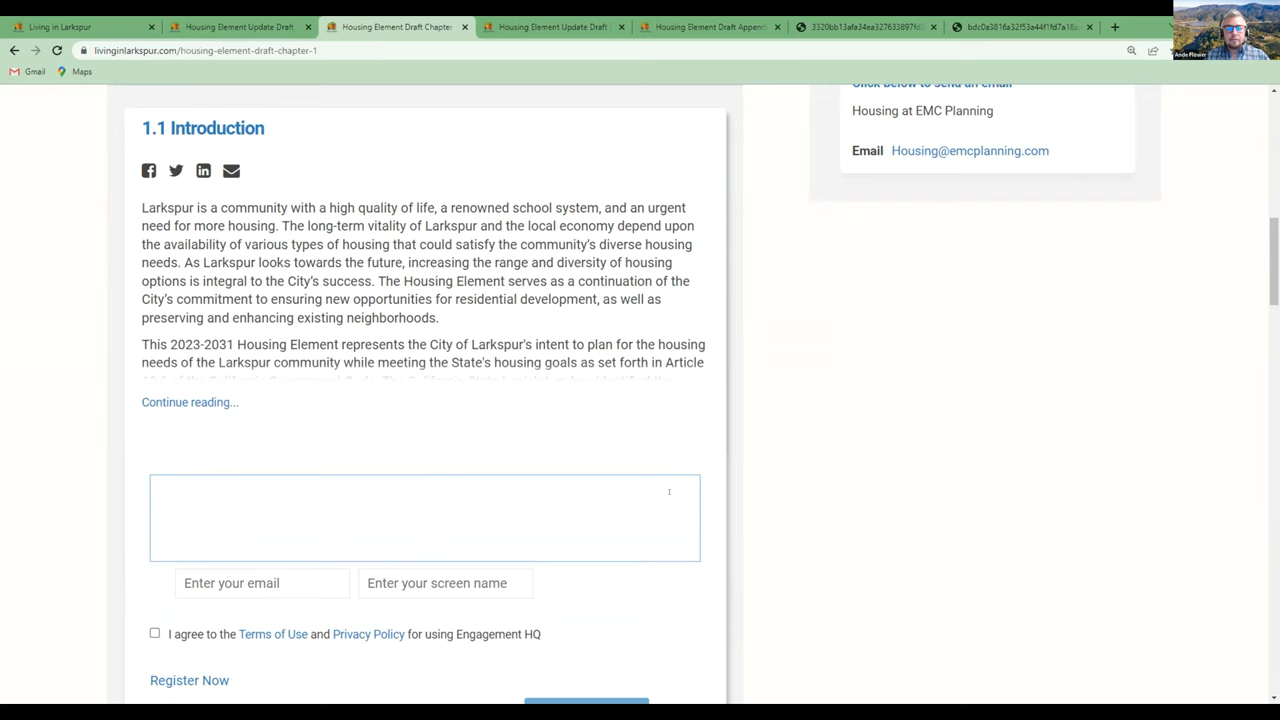 Living in Larkspur
Housing Element Update Draft
Housing Element Draft Chapter
Housing Element Update Draft
Housing Element Draft Append
3320bb13afa34ea327633897fd
bdc0a3816a32f53a44f1fd7a18a
livinginlarkspur.com/housing-element-draft-chapter-1
Ande Flower
Gmail
Maps
Click below to send an email
Housing at EMC Planning
Email Housing@emcplanning.com
1.1 Introduction
Larkspur is a community with a high quality of life, a renowned school system, and an urgent
need for more housing. The long-term vitality of Larkspur and the local economy depend upon
the availability of various types of housing that could satisfy the community's diverse housing
needs. As Larkspur looks towards the future, increasing the range and diversity of housing
options is integral to the City's success. The Housing Element serves as a continuation of the
City's commitment to ensuring new opportunities for residential development, as well as
preserving and enhancing existing neighborhoods.
This 2023-2031 Housing Element represents the City of Larkspur's intent to plan for the housing
needs of the Larkspur community while meeting the State's housing goals as set forth in Article
Continue reading...
Enter your email
Enter your screen name
I agree to the Terms of Use and Privacy Policy for using Engagement HQ
Register Now